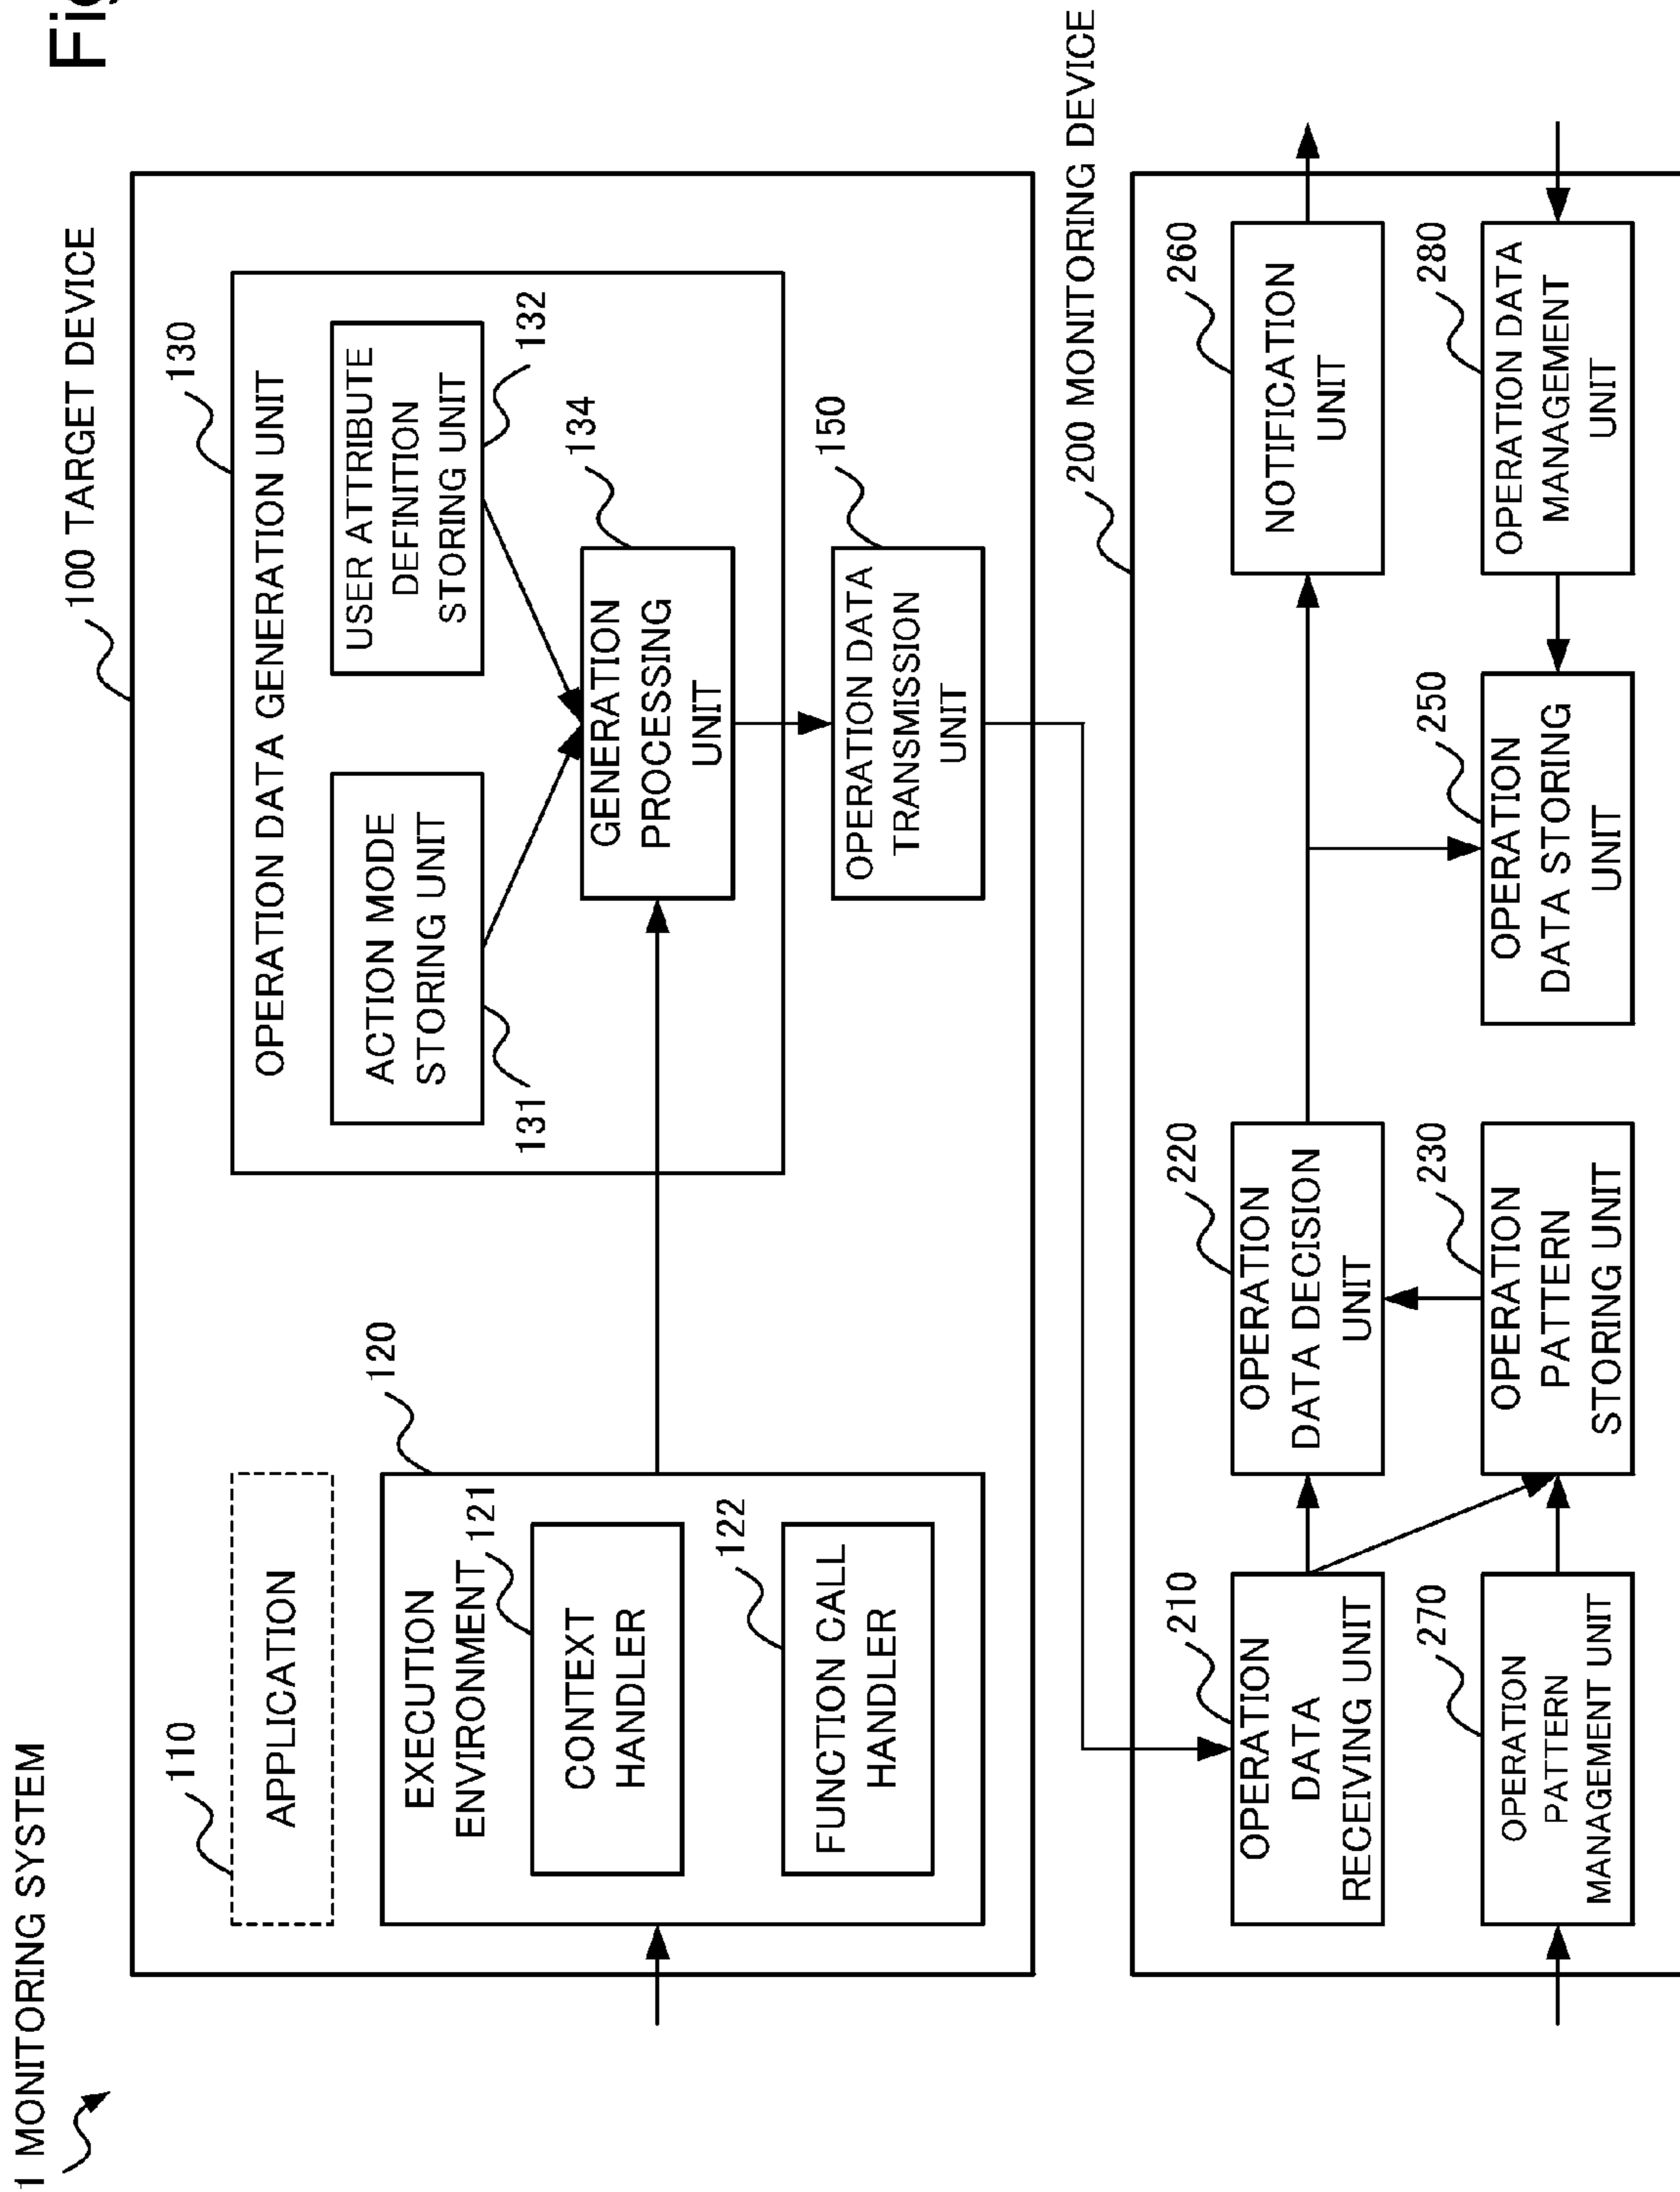 1 MONITORING SYSTEM
100 TARGET DEVICE
110
APPLICATION
120
EXECUTION
ENVIRONMENT
121
CONTEXT
HANDLER
122
FUNCTION CALL
HANDLER
130
OPERATION DATA GENERATION UNIT
ACTION MODE
STORING UNIT
131
USER ATTRIBUTE
DEFINITION
STORING UNIT
132
134
GENERATION
PROCESSING
UNIT
150
OPERATION DATA
TRANSMISSION
UNIT
200 MONITORING DEVICE
210
OPERATION
DATA
RECEIVING UNIT
220
OPERATION
DATA DECISION
UNIT
260
NOTIFICATION
UNIT
270
OPERATION
PATTERN
MANAGEMENT UNIT
230
OPERATION
PATTERN
STORING UNIT
250
OPERATION
DATA STORING
UNIT
280
OPERATION DATA
MANAGEMENT
UNIT